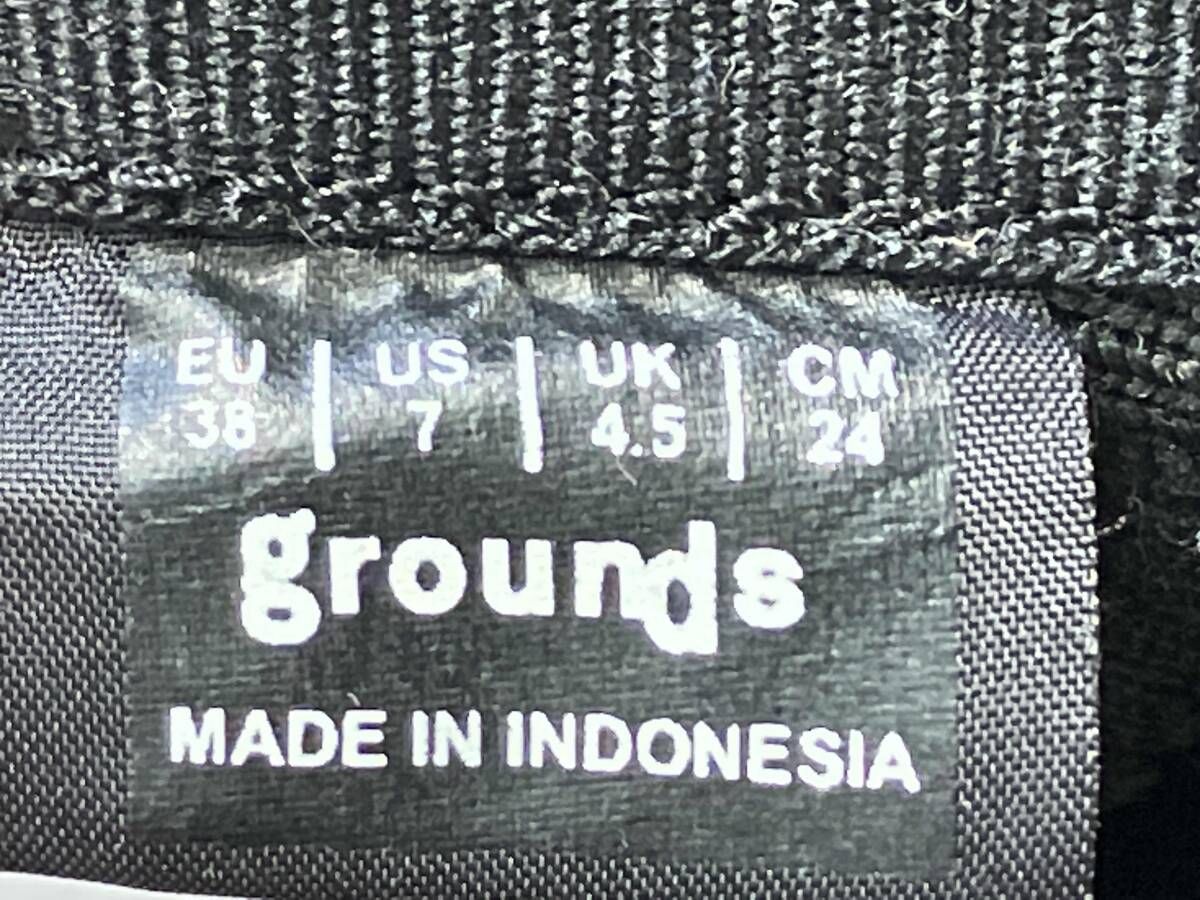 EU | US | UK | CM
38 | 7 | 4.5 | 24
grounds
MADE IN INDONESIA